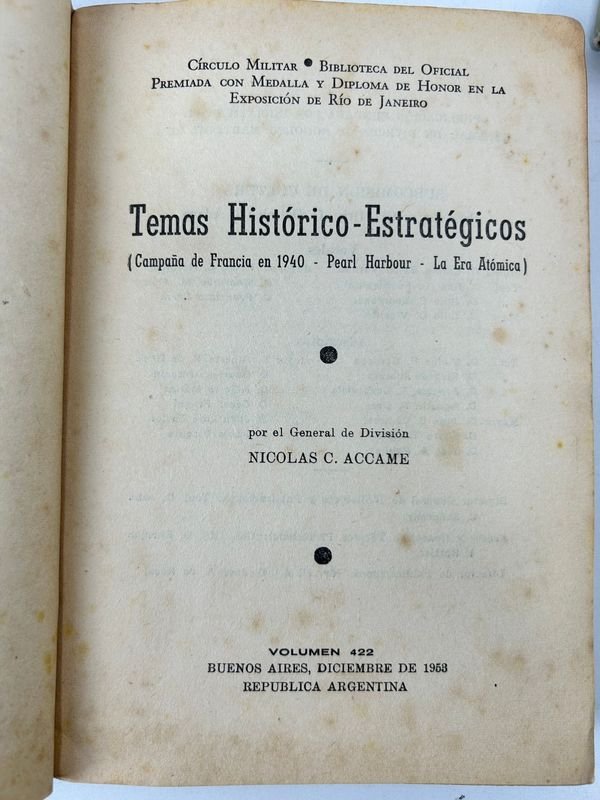 Círculo Militar • Biblioteca del Oficial
Premiada con Medalla y Diploma de Honor en la
Exposición de Río de Janeiro
Temas Histórico-Estratégicos
(Campaña de Francia en 1940 - Pearl Harbour - La Era Atómica)
por el General de División
NICOLAS C. ACCAME
VOLUMEN 422
BUENOS AIRES, DICIEMBRE DE 1953
REPUBLICA ARGENTINA